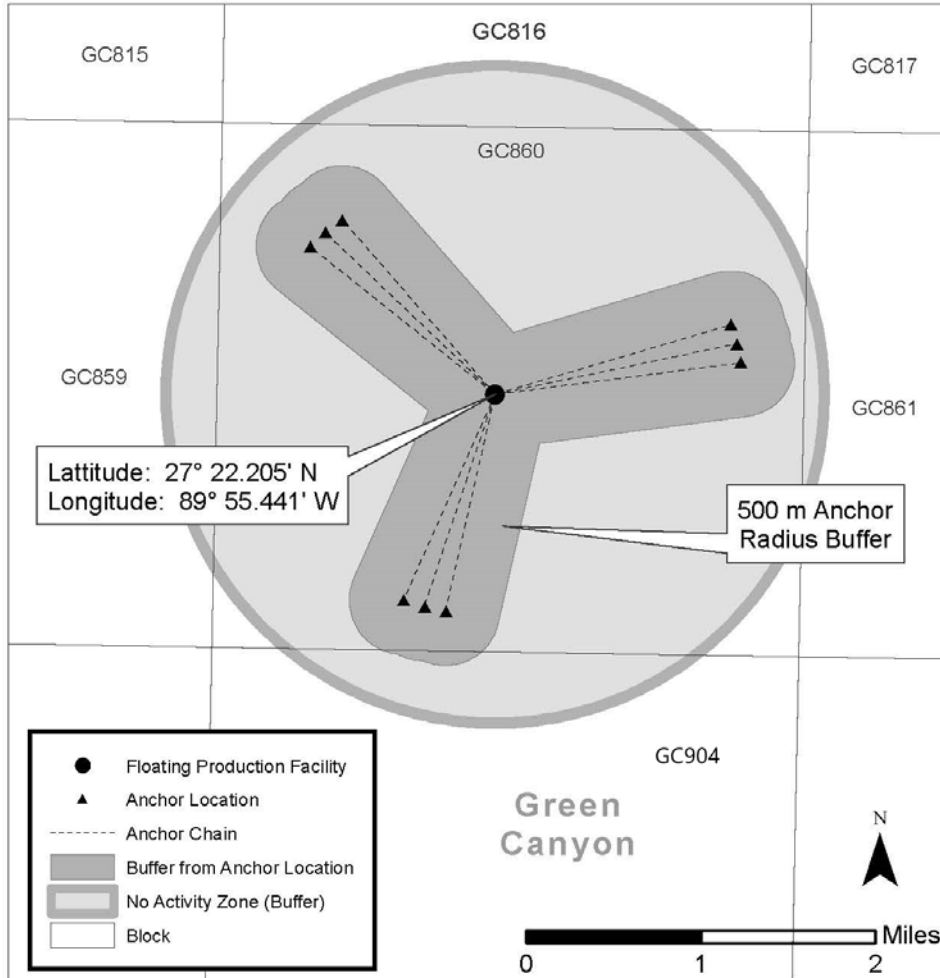 GC815
GC816
GC817
GC860
GC859
GC861
Lattitude: 27° 22.205' N
Longitude: 89° 55.441' W
500 m Anchor
Radius Buffer
GC904
Green
Canyon
Floating Production Facility
Anchor Location
Anchor Chain
Buffer from Anchor Location
No Activity Zone (Buffer)
Block
N
Miles
0 1 2